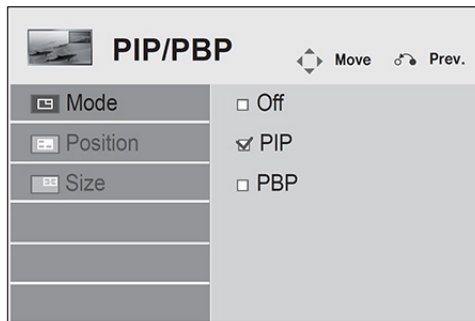 PIP/PBP
Move Prev.
Mode
Off
Position
PIP
Size
PBP